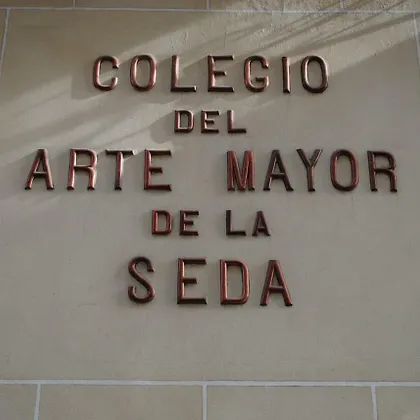 COLEGIO
DEL
ARTE MAYOR
DE LA
SEDA